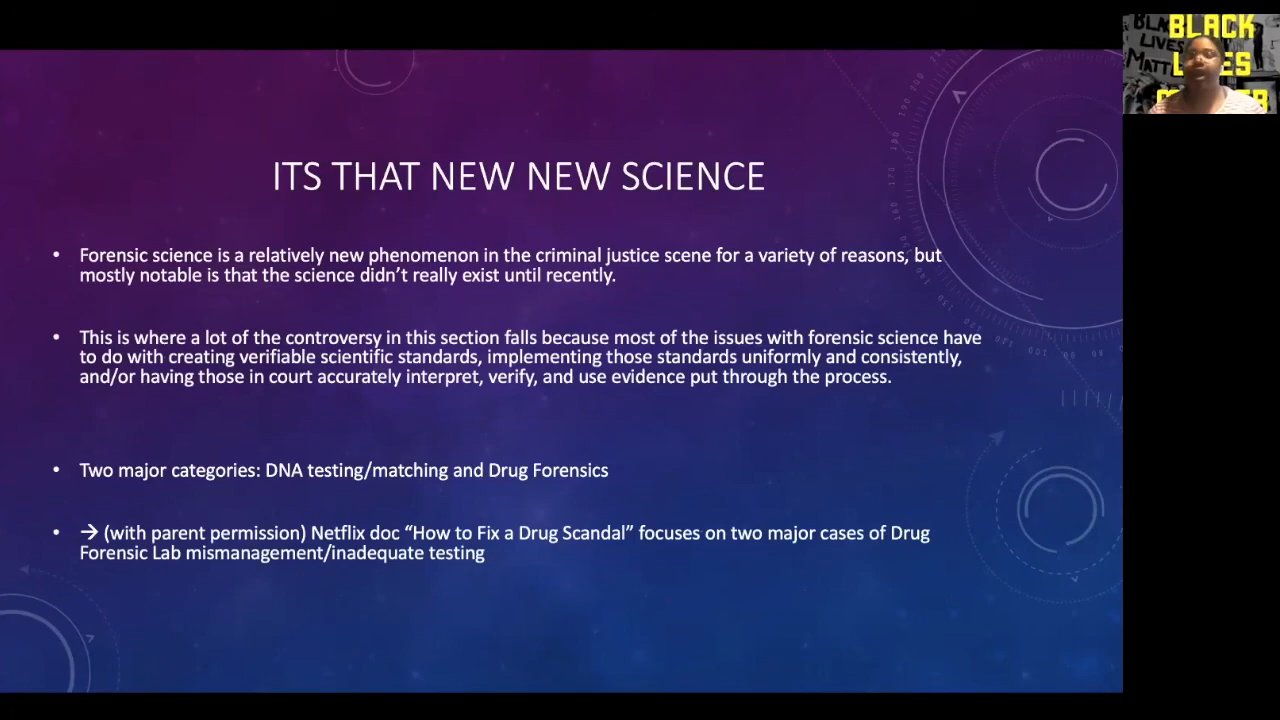 BLACK
BLACK
LIVES
LIVES
MATTER
ITS THAT NEW NEW SCIENCE
• Forensic science is a relatively new phenomenon in the criminal justice scene for a variety of reasons, but
mostly notable is that the science didn’t really exist until recently.
• This is where a lot of the controversy in this section falls because most of the issues with forensic science have
to do with creating verifiable scientific standards, implementing those standards uniformly and consistently,
and/or having those in court accurately interpret, verify, and use evidence put through the process.
• Two major categories: DNA testing/matching and Drug Forensics
• → (with parent permission) Netflix doc “How to Fix a Drug Scandal” focuses on two major cases of Drug
Forensic Lab mismanagement/inadequate testing